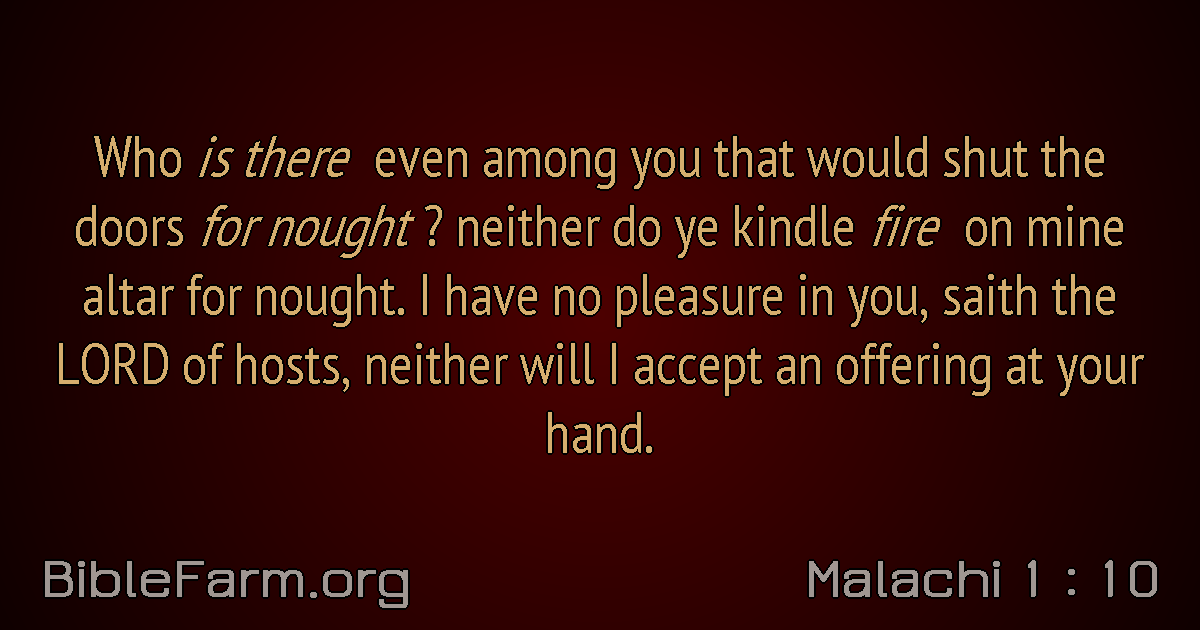 Who is there even among you that would shut the
doors for nought ? neither do ye kindle fire on mine
altar for nought. I have no pleasure in you, saith the
LORD of hosts, neither will I accept an offering at your
hand.
BibleFarm.org
Malachi 1 : 10